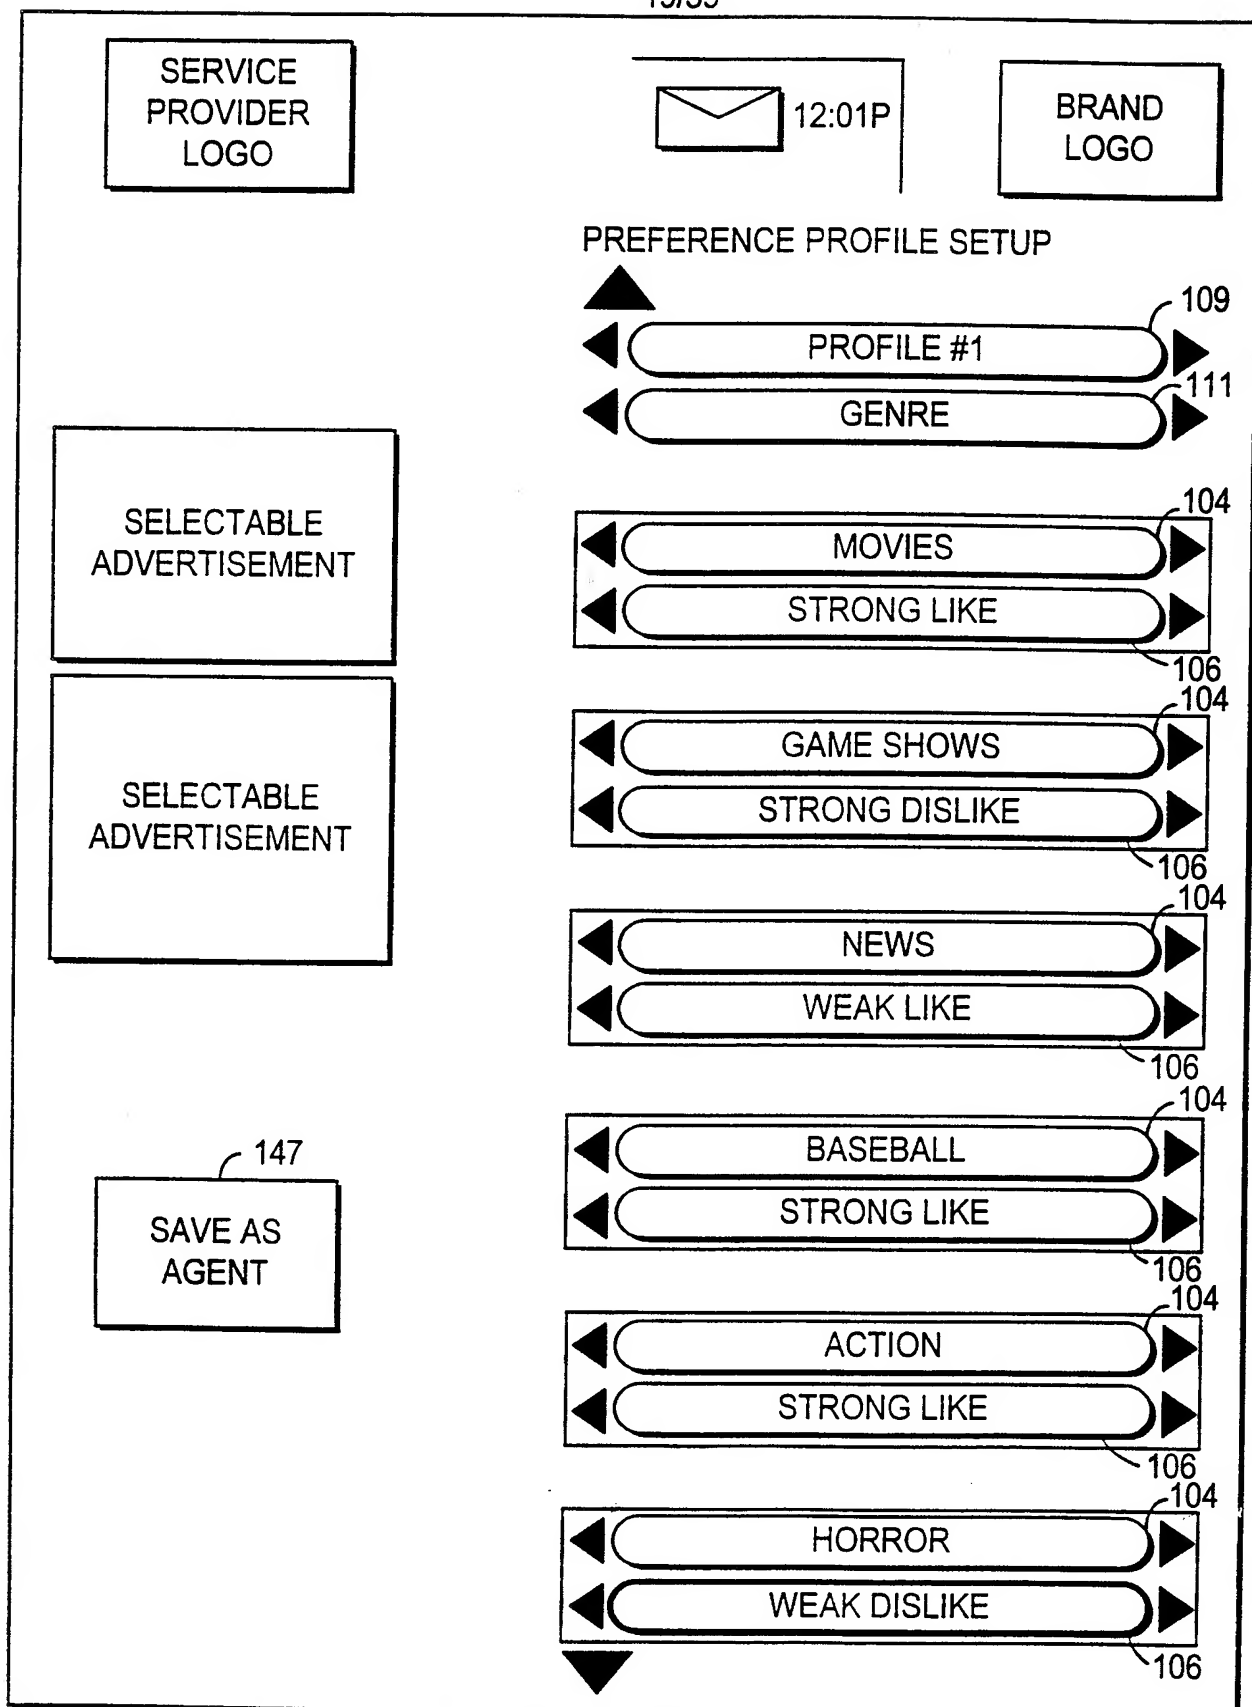 SERVICE
PROVIDER
LOGO
12:01P
BRAND
LOGO
PREFERENCE PROFILE SETUP
109
PROFILE #1
111
GENRE
SELECTABLE
ADVERTISEMENT
104
MOVIES
STRONG LIKE
106
SELECTABLE
ADVERTISEMENT
104
GAME SHOWS
STRONG DISLIKE
106
104
NEWS
WEAK LIKE
106
147
SAVE AS
AGENT
104
BASEBALL
STRONG LIKE
106
104
ACTION
STRONG LIKE
106
104
HORROR
WEAK DISLIKE
106